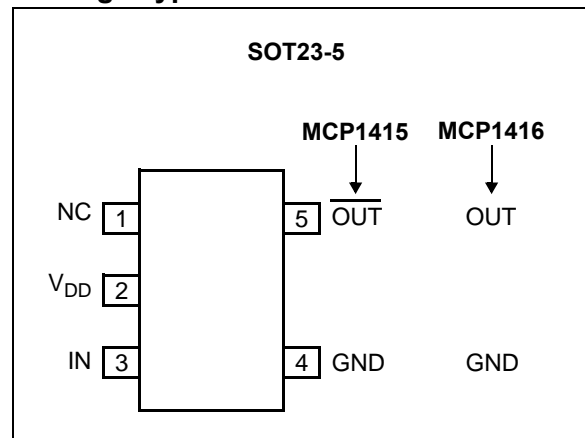 SOT23-5
MCP1415 MCP1416
NC 1 5 OUT OUT
VDD 2
IN 3 4 GND GND